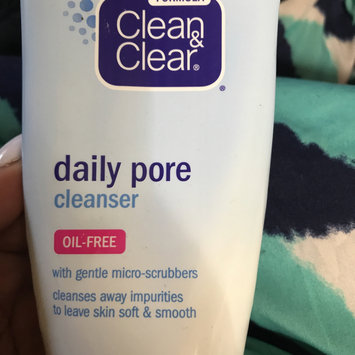 FORMULA
Clean
&
Clear®
®
daily pore
cleanser
OIL-FREE
with gentle micro-scrubbers
cleanses away impurities
to leave skin soft & smooth